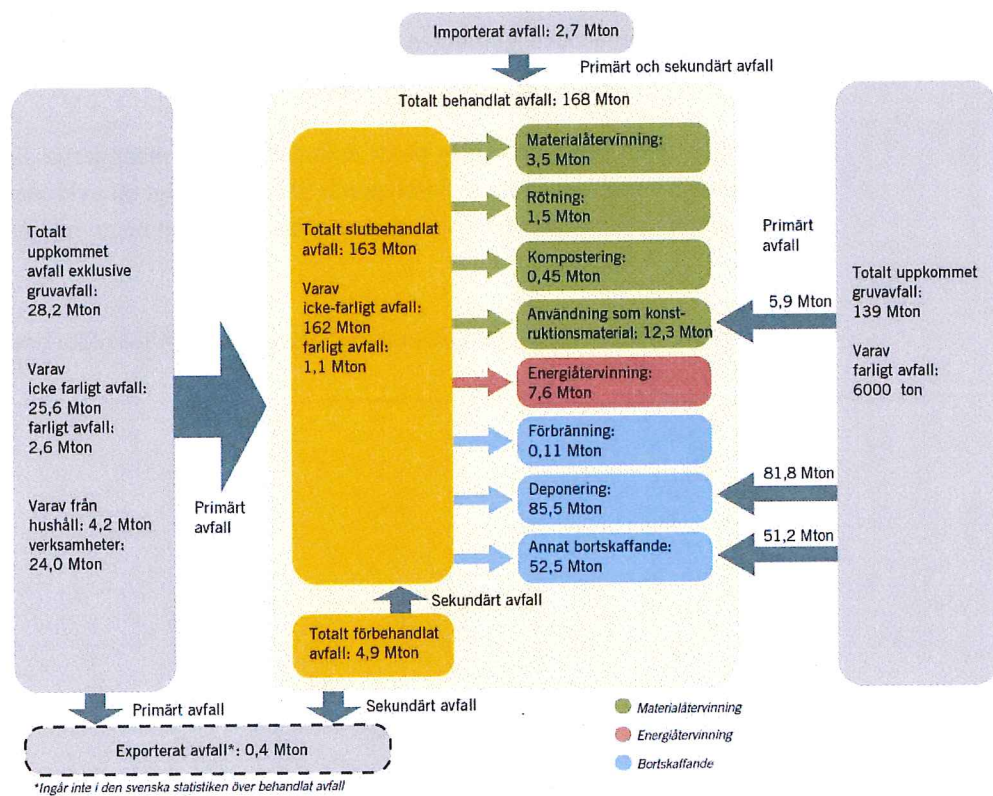 Importerat avfall: 2,7 Mton
Primärt och sekundärt avfall
Totalt behandlat avfall: 168 Mton
Totalt
uppkommet
avfall exklusive
gruvavfall:
28,2 Mton
Varav
icke farligt avfall:
25,6 Mton
farligt avfall:
2,6 Mton
Varav från
hushåll: 4,2 Mton
verksamheter:
24,0 Mton
Primärt
avfall
Totalt slutbehandlat
avfall: 163 Mton
Varav
icke-farligt avfall:
162 Mton
farligt avfall:
1,1 Mton
Materialåtervinning:
3,5 Mton
Rötning:
1,5 Mton
Kompostering:
0,45 Mton
Användning som konst-
ruktionsmaterial: 12,3 Mton
Energiåtervinning:
7,6 Mton
Förbränning:
0,11 Mton
Deponering:
85,5 Mton
Annat bortskaffande:
52,5 Mton
Primärt
avfall
5,9 Mton
81,8 Mton
51,2 Mton
Totalt uppkommet
gruvavfall:
139 Mton
Varav
farligt avfall:
6000 ton
Sekundärt avfall
Totalt förbehandlat
avfall: 4,9 Mton
Primärt avfall
Sekundärt avfall
Exporterat avfall*: 0,4 Mton
*Ingår inte i den svenska statistiken över behandlat avfall
Materialåtervinning
Energiåtervinning
Bortskaffande